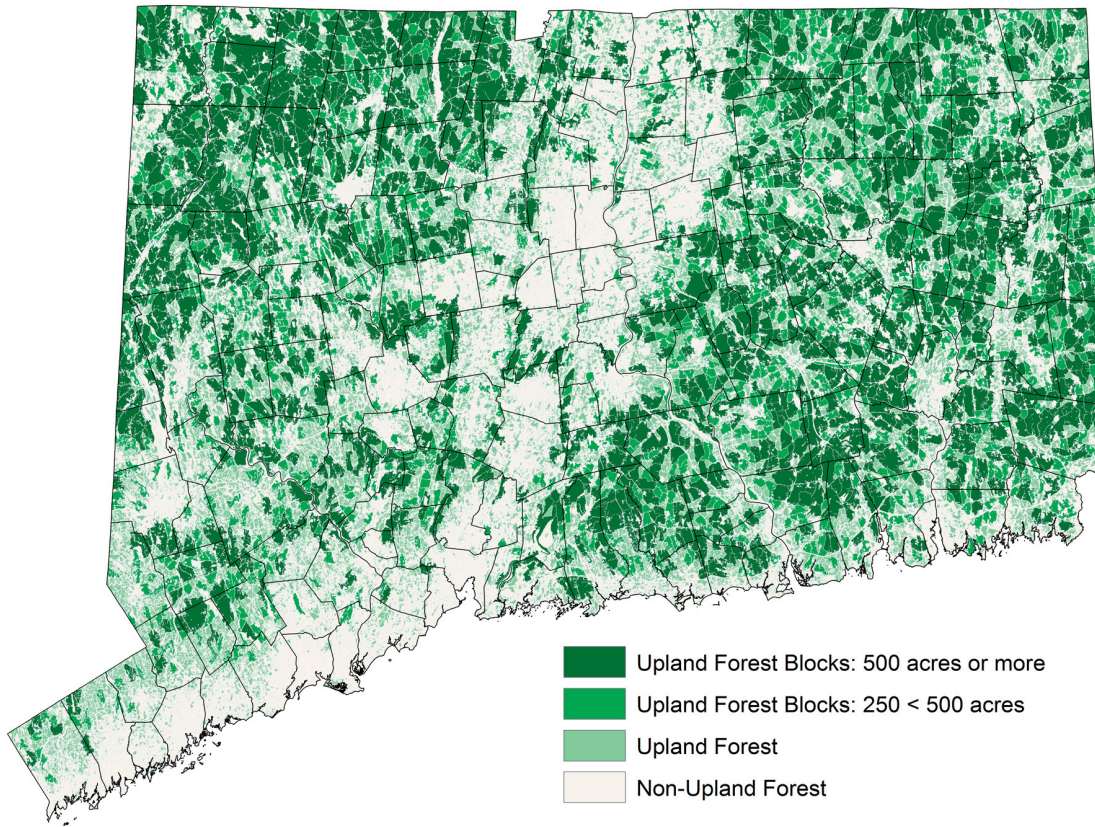 Upland Forest Blocks: 500 acres or more
Upland Forest Blocks: 250 < 500 acres
Upland Forest
Non-Upland Forest